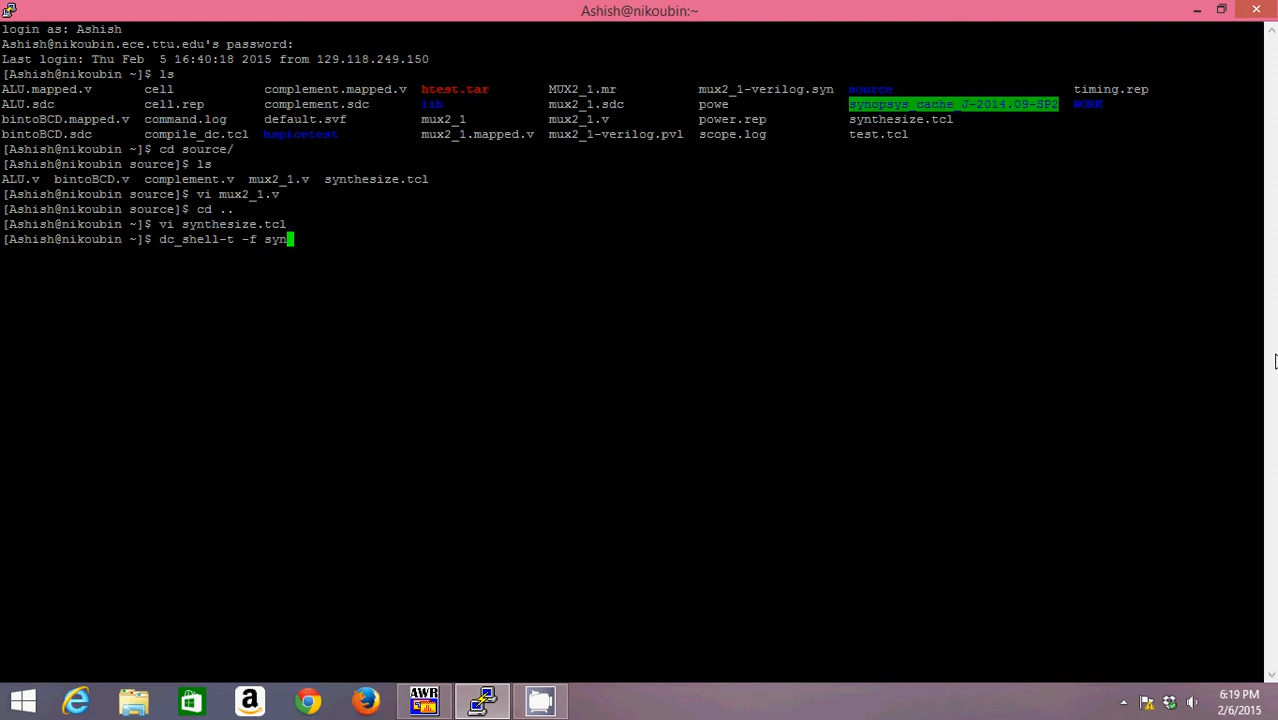 Ashish@nikoubin:~
login as: Ashish
Ashish@nikoubin.ece.ttu.edu's password:
Last login: Thu Feb  5 16:40:18 2015 from 129.118.249.150
[Ashish@nikoubin ~]$ ls
ALU.mapped.v cell complement.mapped.v htest.tar MUX2_1.mr mux2_1-verilog.syn source timing.rep
ALU.sdc cell.rep complement.sdc lib mux2_1.sdc powe synopsys_cache_J-2014.09-SP2 WORK
bintoBCD.mapped.v command.log default.svf mux2_1 mux2_1.v power.rep synthesize.tcl
bintoBCD.sdc compile_dc.tcl hspicetest mux2_1.mapped.v mux2_1-verilog.pvl scope.log test.tcl
[Ashish@nikoubin ~]$ cd source/
[Ashish@nikoubin source]$ ls
ALU.v bintoBCD.v complement.v mux2_1.v synthesize.tcl
[Ashish@nikoubin source]$ vi mux2_1.v
[Ashish@nikoubin source]$ cd ..
[Ashish@nikoubin ~]$ vi synthesize.tcl
[Ashish@nikoubin ~]$ dc_shell-t -f syn
AWR
6:19 PM
2/6/2015